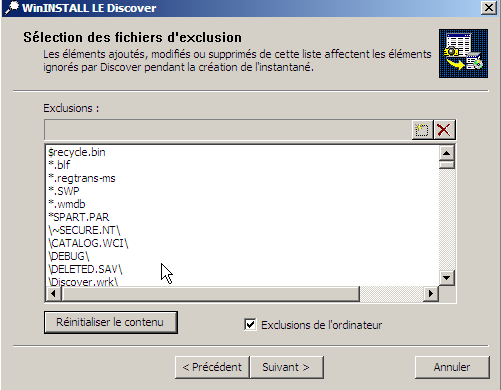 WinINSTALL LE Discover
Sélection des fichiers d'exclusion
Les éléments ajoutés, modifiés ou supprimés de cette liste affectent les éléments
ignorés par Discover pendant la création de l'instantané.
Exclusions :
$recycle.bin
*.blf
*.regtrans-ms
*.SWP
*.wmdb
*SPART.PAR
\~SECURE.NT\
\CATALOG.WCI\
\DEBUG\
\DELETED.SAV\
\Discover.wrk\
Réinitialiser le contenu
Exclusions de l'ordinateur
< Précédent
Suivant >
Annuler